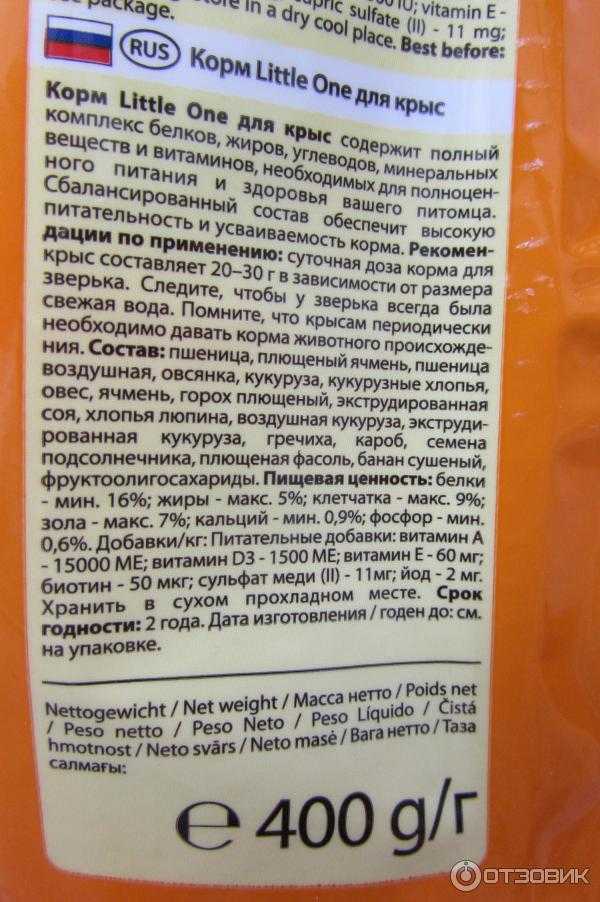 cupric sulfate (II) - 11 mg;
IU; vitamin E -
store in a dry cool place. Best before:
package.
RUS
Корм Little One для крыс
Корм Little One для крыс содержит полный
комплекс белков, жиров, углеводов, минеральных
веществ и витаминов, необходимых для полноцен-
ного питания и здоровья вашего питомца.
Сбалансированный состав обеспечит высокую
питательность и усваиваемость корма. Рекомен-
дации по применению: суточная доза корма для
крыс составляет 20–30 г в зависимости от размера
зверька. Следите, чтобы у зверька всегда была
свежая вода. Помните, что крысам периодически
необходимо давать корма животного происхожде-
ния. Состав: пшеница, плющеный ячмень, пшеница
воздушная, овсянка, кукуруза, кукурузные хлопья,
овес, ячмень, горох плющеный, экструдированная
соя, хлопья люпина, воздушная кукуруза, экструди-
рованная кукуруза, гречиха, кароб, семена
подсолнечника, плющеная фасоль, банан сушеный,
фруктоолигосахариды. Пищевая ценность: белки
- мин. 16%; жиры - макс. 5%; клетчатка - макс. 9%;
зола - макс. 7%; кальций - мин. 0,9%; фосфор - мин.
0,6%. Добавки/кг: Питательные добавки: витамин А
- 15000 МЕ; витамин D3 - 1500 МЕ; витамин Е - 60 мг;
биотин - 50 мкг; сульфат меди (II) - 11мг; йод - 2 мг.
Хранить в сухом прохладном месте. Срок
годности: 2 года. Дата изготовления / годен до: см.
на упаковке.
Nettogewicht / Net weight / Масса нетто / Poids net
/ Peso netto / Peso Neto / Peso Líquido / Čistá
hmotnost / Neto svārs / Neto masė / Вага нетто / Таза
салмағы:
℮ 400 g/г
ОТЗОВИК